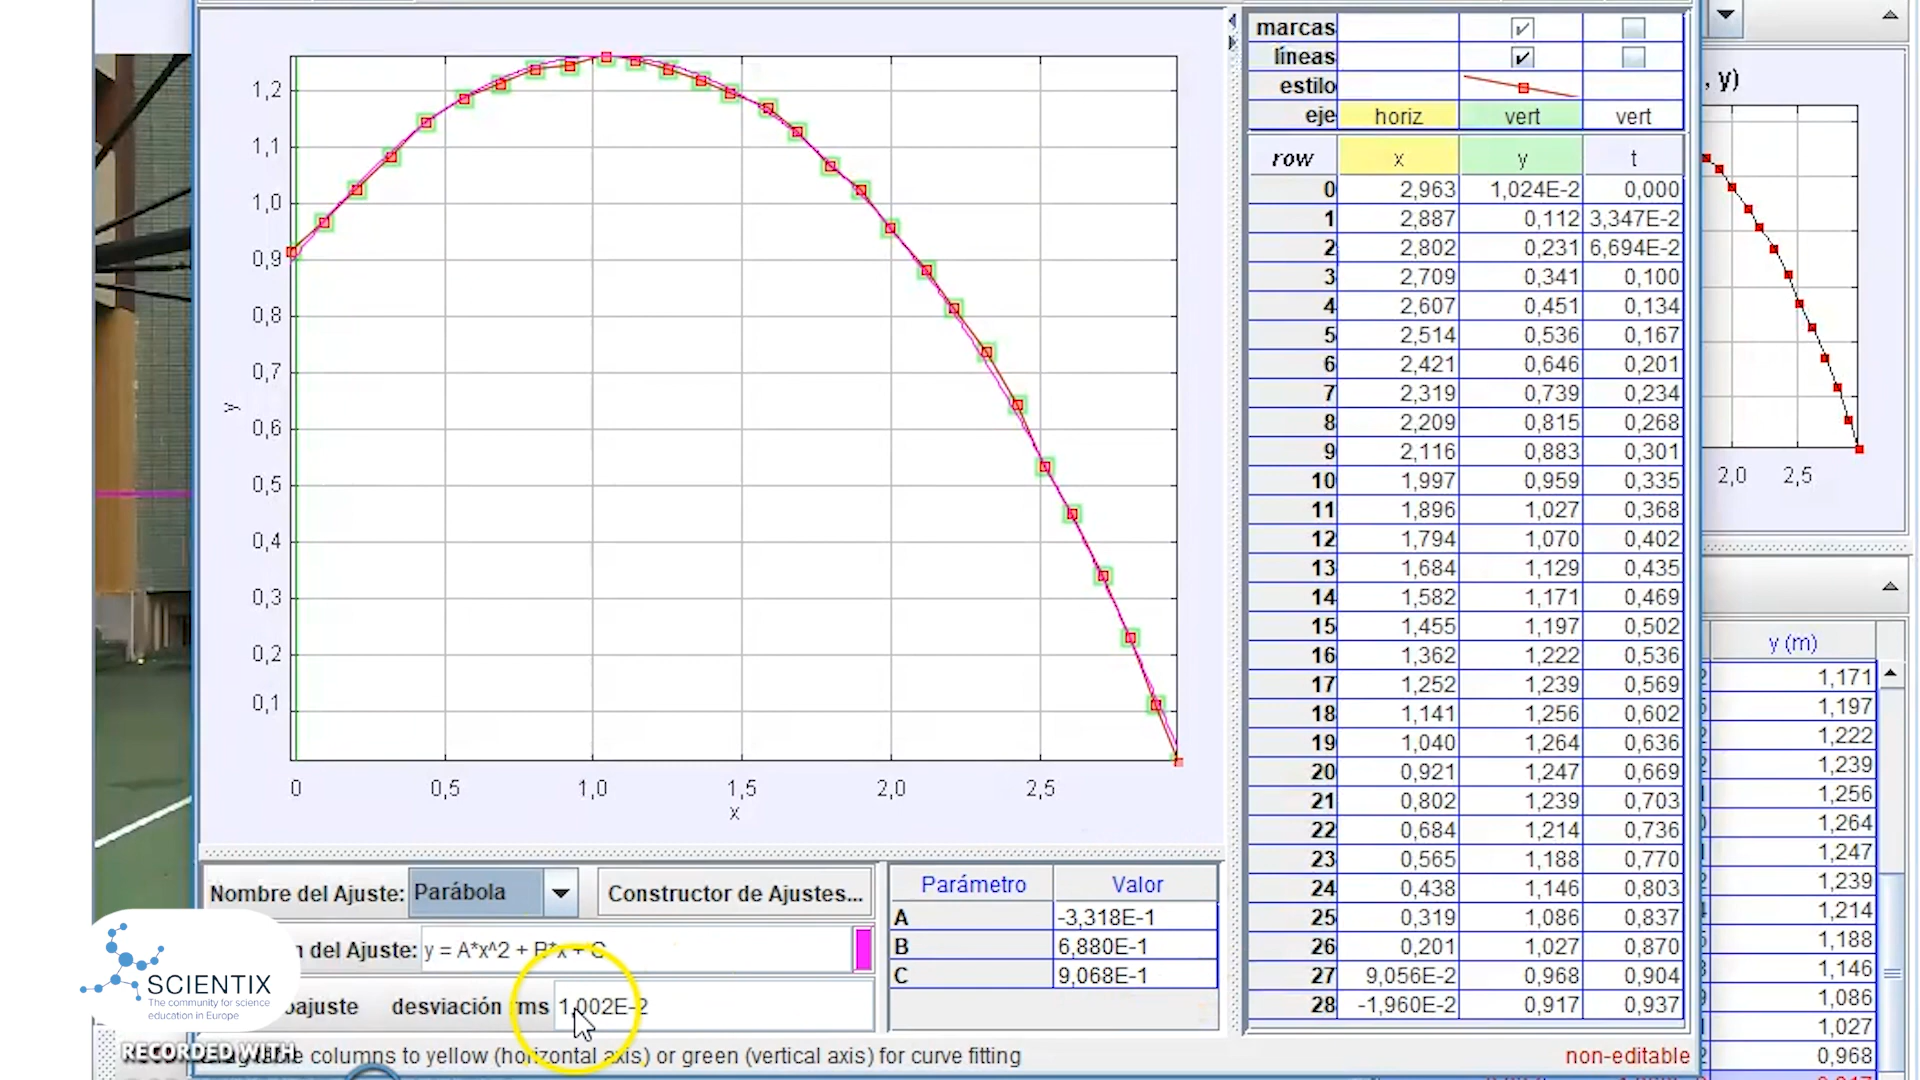 1,2
1,1
1,0
0,9
0,8
0,7
0,6
0,5
0,4
0,3
0,2
0,1
y
0 0,5 1,0 1,5 2,0 2,5
x
marcas
líneas
estilo
eje horiz vert vert
row x y t
0 2,963 1,024E-2 0,000
1 2,887 0,112 3,347E-2
2 2,802 0,231 6,694E-2
3 2,709 0,341 0,100
4 2,607 0,451 0,134
5 2,514 0,536 0,167
6 2,421 0,646 0,201
7 2,319 0,739 0,234
8 2,209 0,815 0,268
9 2,116 0,883 0,301
10 1,997 0,959 0,335
11 1,896 1,027 0,368
12 1,794 1,070 0,402
13 1,684 1,129 0,435
14 1,582 1,171 0,469
15 1,455 1,197 0,502
16 1,362 1,222 0,536
17 1,252 1,239 0,569
18 1,141 1,256 0,602
19 1,040 1,264 0,636
20 0,921 1,247 0,669
21 0,802 1,239 0,703
22 0,684 1,214 0,736
23 0,565 1,188 0,770
24 0,438 1,146 0,803
25 0,319 1,086 0,837
26 0,201 1,027 0,870
27 9,056E-2 0,968 0,904
28 -1,960E-2 0,917 0,937
, y)
2,0 2,5
y (m)
1,171
1,197
1,222
1,239
1,256
1,264
1,247
1,239
1,214
1,188
1,146
1,086
1,027
0,968
Nombre del Ajuste: Parábola Constructor de Ajustes...
del Ajuste: y = A*x^2 + B*x + C
ajuste desviación rms 1,002E-2
Parámetro Valor
A -3,318E-1
B 6,880E-1
C 9,068E-1
SCIENTIX
The community for science
education in Europe
RECORDED WITH
columns to yellow (horizontal axis) or green (vertical axis) for curve fitting
non-editable